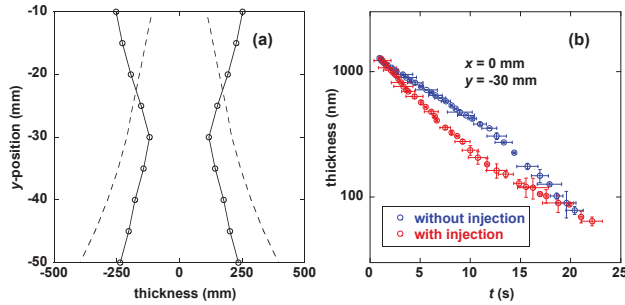 -10
-20
-30
-40
-50
y-position (mm)
(a)
-500
-250
0
250
500
thickness (mm)
(b)
x = 0 mm
y = -30 mm
1000
100
thickness (nm)
without injection
with injection
0
5
10
15
20
25
t (s)